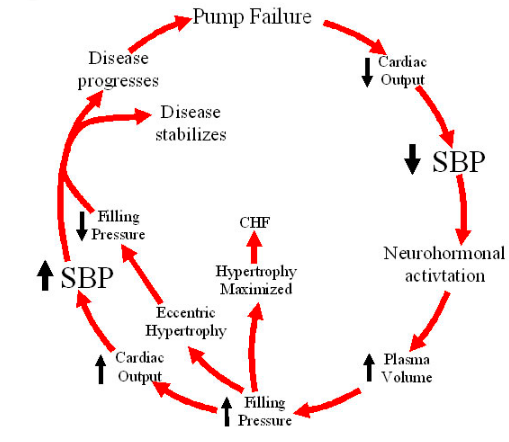 Pump Failure
Cardiac
Output
SBP
Neurohormonal
activtation
Plasma
Volume
Filling
Pressure
Hypertrophy
Maximized
CHF
Eccentric
Hypertrophy
Filling
Pressure
Cardiac
Output
SBP
Disease
stabilizes
Disease
progresses